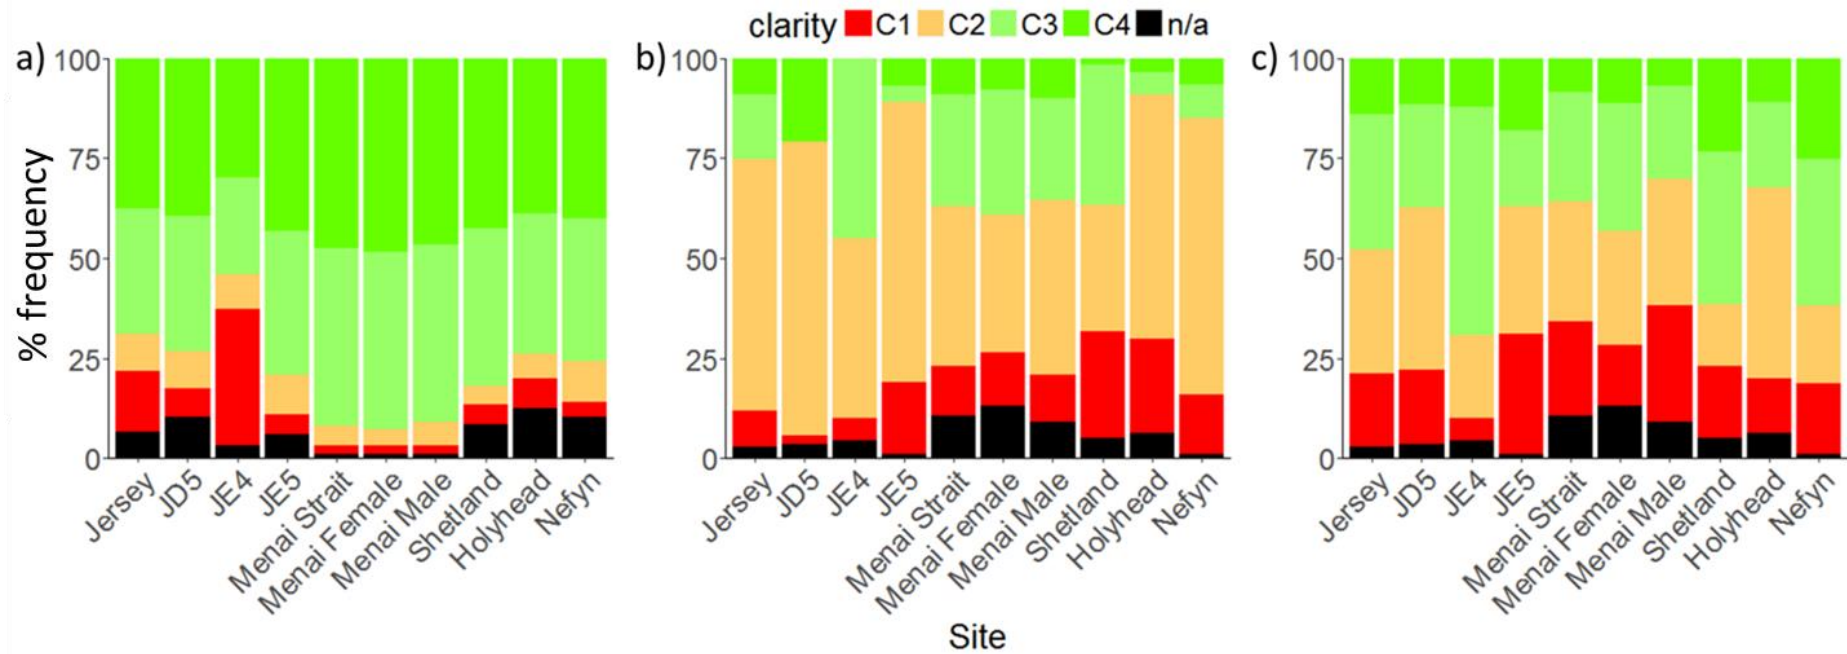 clarity C1 C2 C3 C4 n/a
a)
100
75
50
25
0
% frequency
Jersey
JD5
JE4
JE5
Menai Strait
Menai Female
Menai Male
Shetland
Holyhead
Nefyn
b)
100
75
50
25
0
Jersey
JD5
JE4
JE5
Menai Strait
Menai Female
Menai Male
Shetland
Holyhead
Nefyn
c)
100
75
50
25
0
Jersey
JD5
JE4
JE5
Menai Strait
Menai Female
Menai Male
Shetland
Holyhead
Nefyn
Site